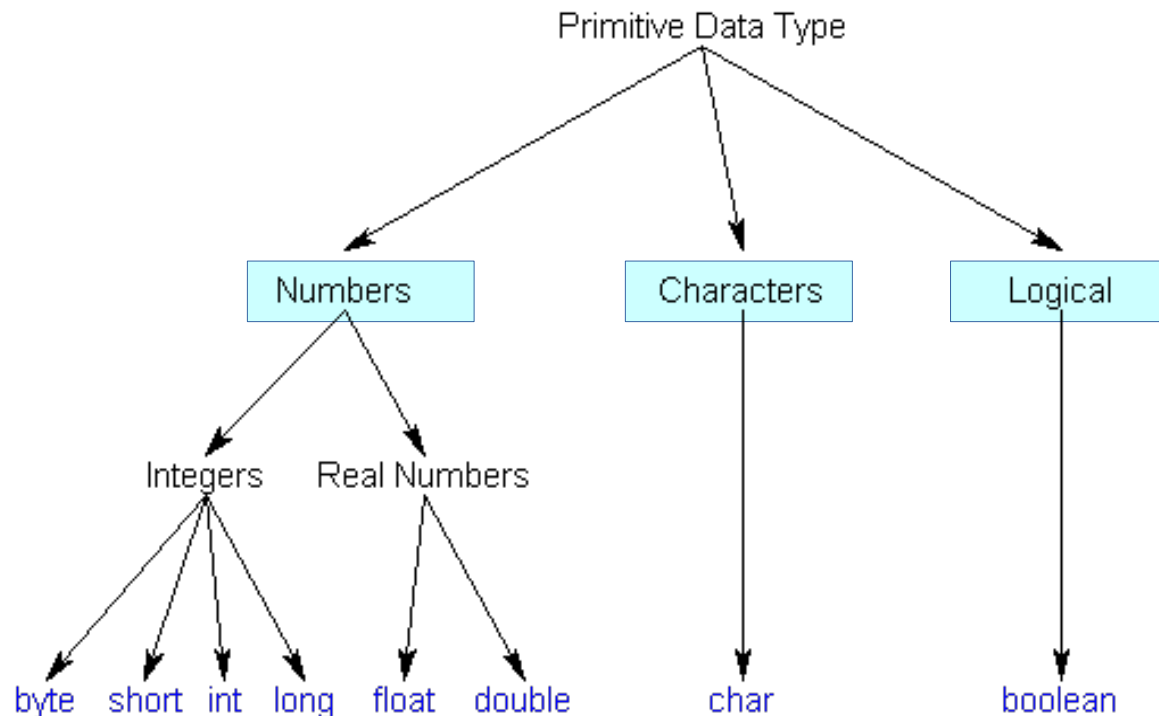 Primitive Data Type
Numbers Characters Logical
Integers Real Numbers
byte short int long float double char boolean